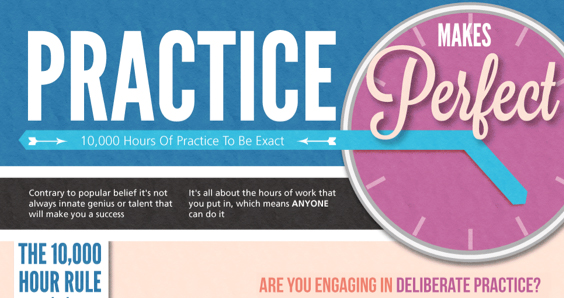 PRACTICE
MAKES
Perfect
10,000 Hours Of Practice To Be Exact
Contrary to popular belief it's not
always innate genius or talent that
will make you a success
It's all about the hours of work that
you put in, which means ANYONE
can do it
THE 10,000
HOUR RULE
ARE YOU ENGAGING IN DELIBERATE PRACTICE?